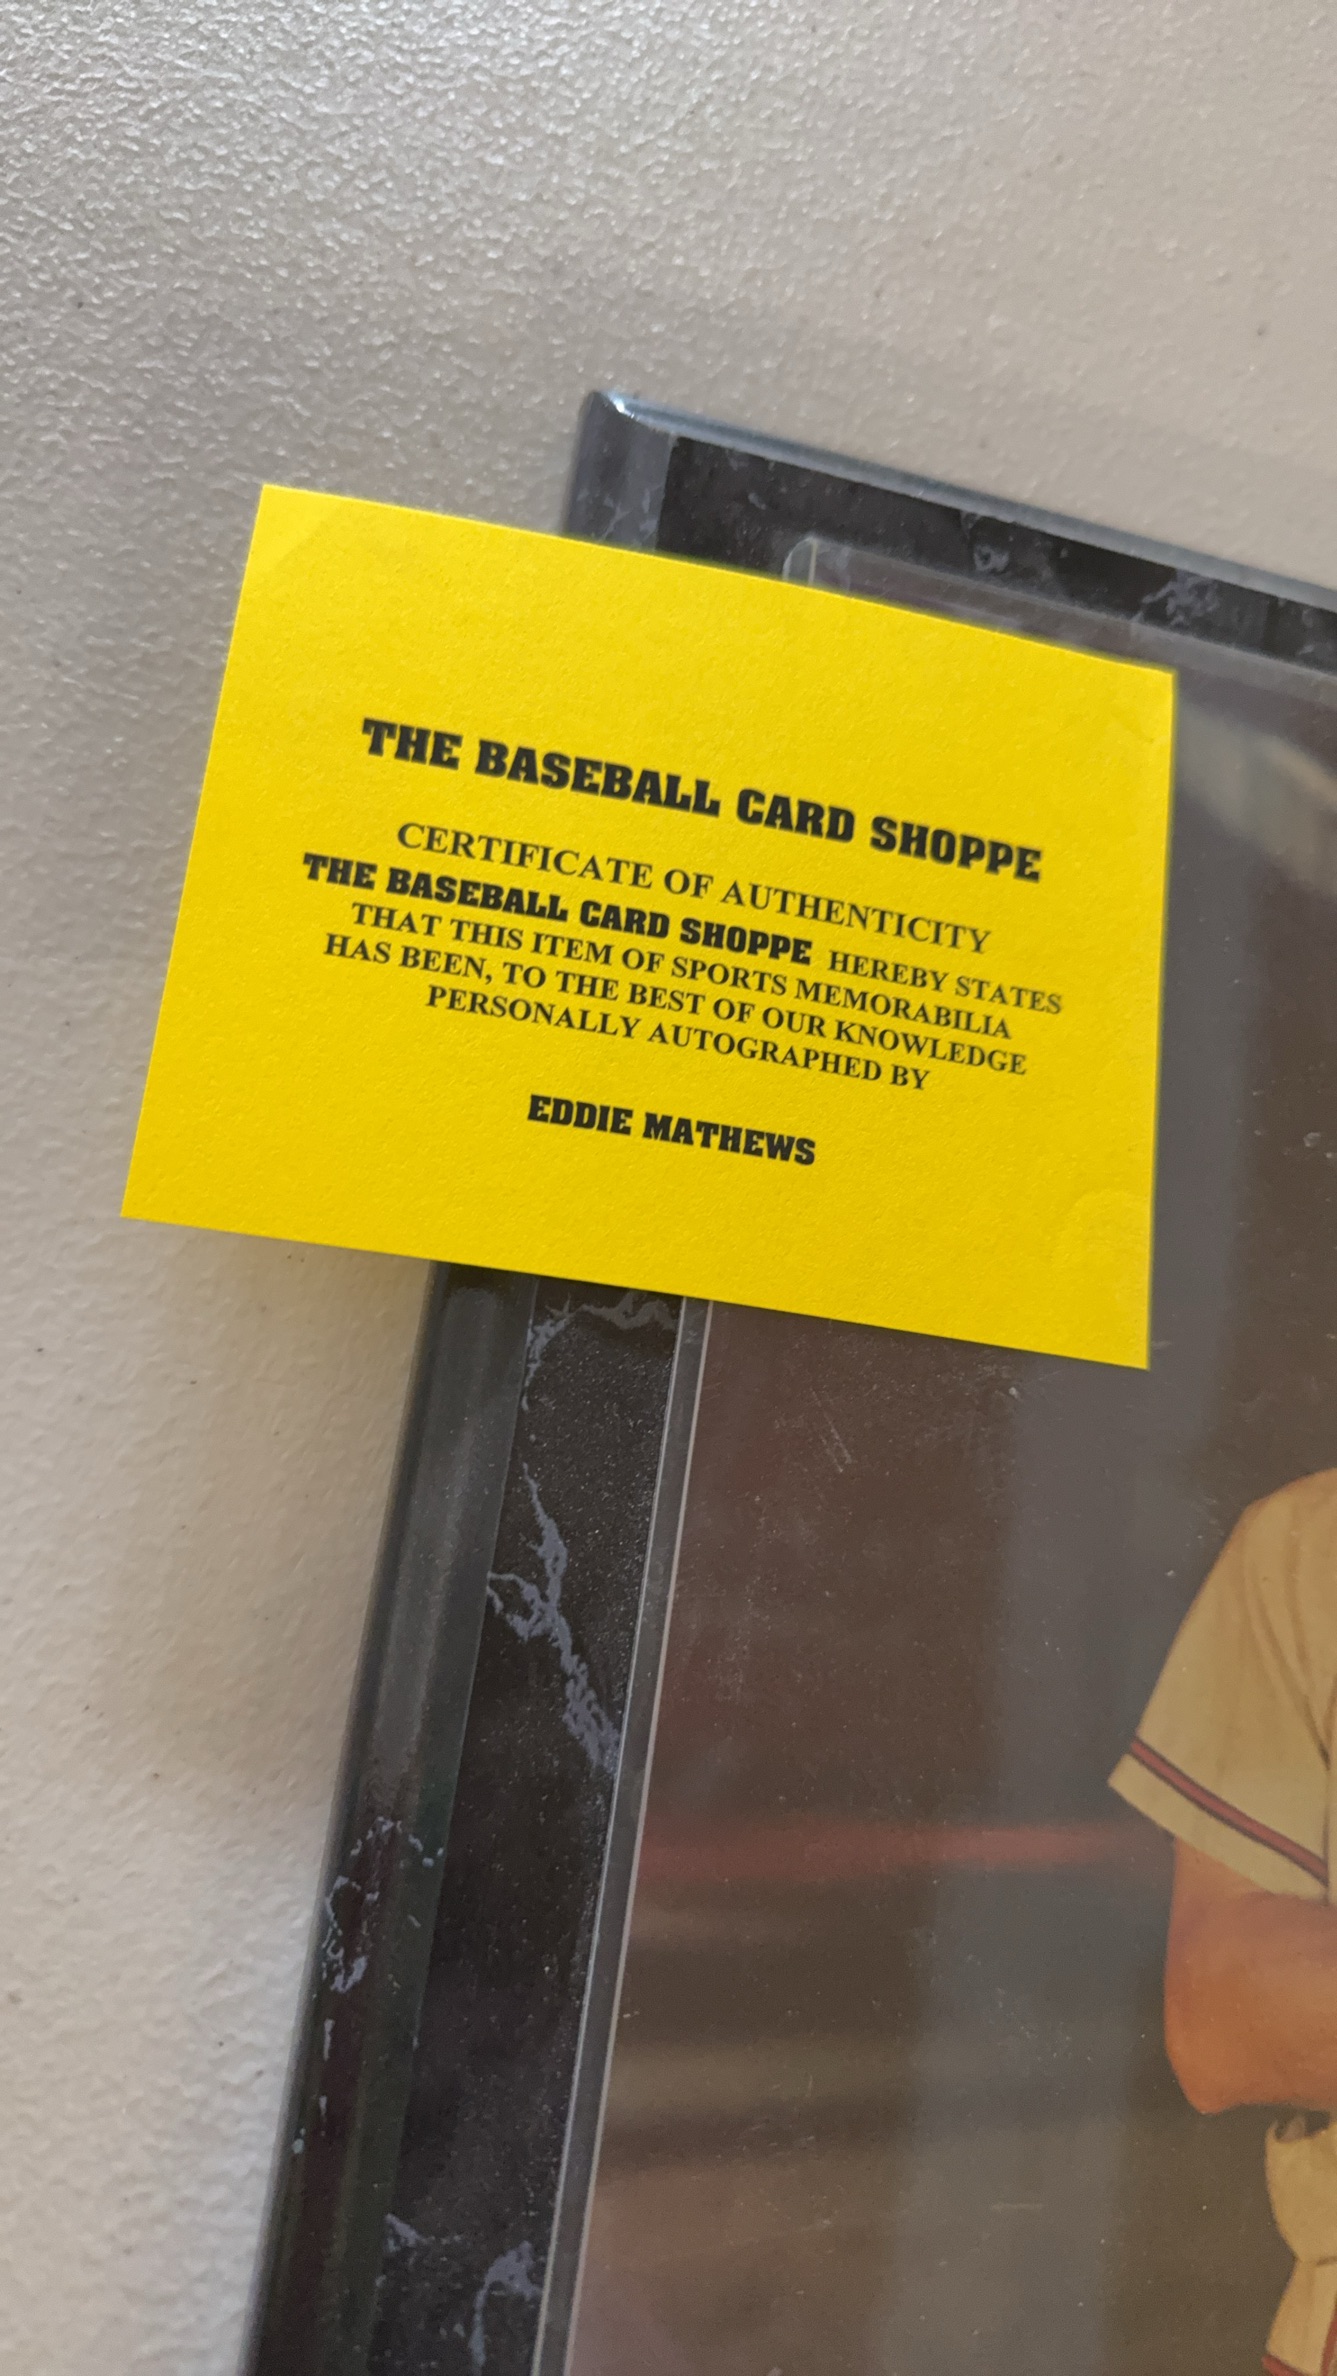 THE BASEBALL CARD SHOPPE
CERTIFICATE OF AUTHENTICITY
THE BASEBALL CARD SHOPPE HEREBY STATES
THAT THIS ITEM OF SPORTS MEMORABILIA
HAS BEEN, TO THE BEST OF OUR KNOWLEDGE
PERSONALLY AUTOGRAPHED BY
EDDIE MATHEWS